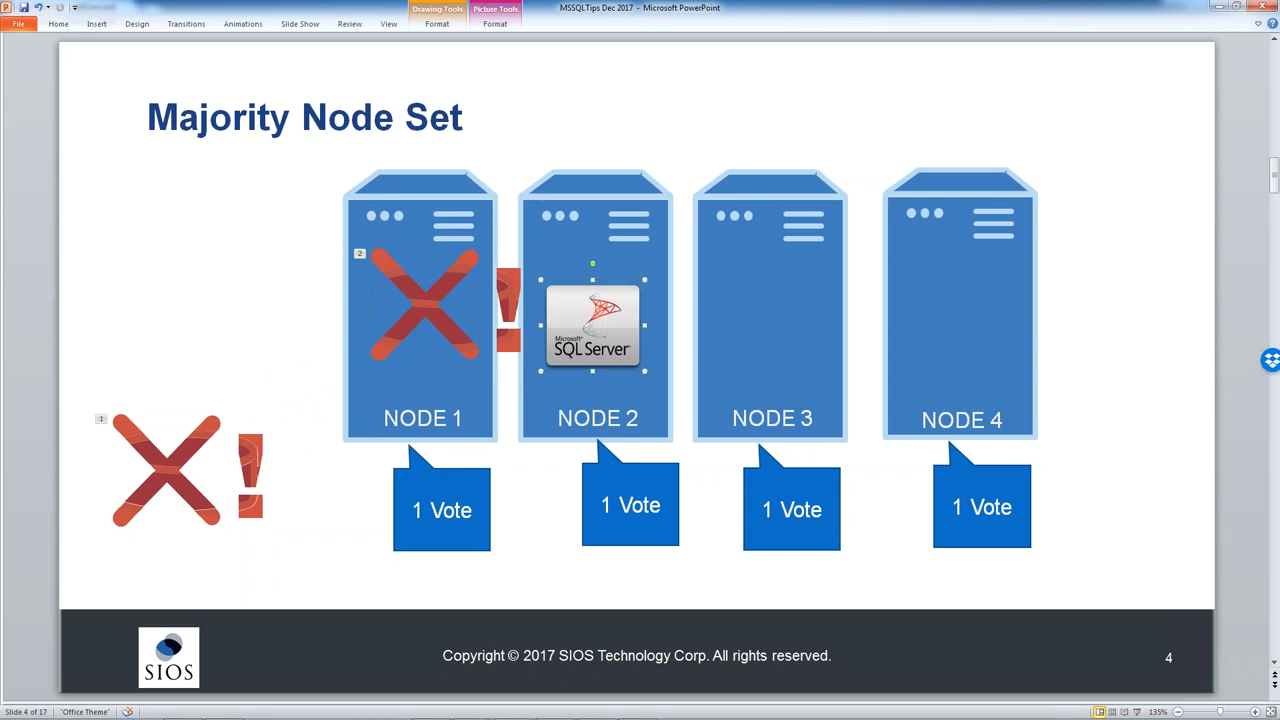 Drawing Tools
Picture Tools
MSSQLTips Dec 2017 - Microsoft PowerPoint
File
Home
Insert
Design
Transitions
Animations
Slide Show
Review
View
Format
Format
Majority Node Set
2
Microsoft®
SQL Server®
NODE 1
NODE 2
NODE 3
NODE 4
1
!
!
1 Vote
1 Vote
1 Vote
1 Vote
SIOS
Copyright © 2017 SIOS Technology Corp. All rights reserved.
4
Slide 4 of 17
"Office Theme"
135%